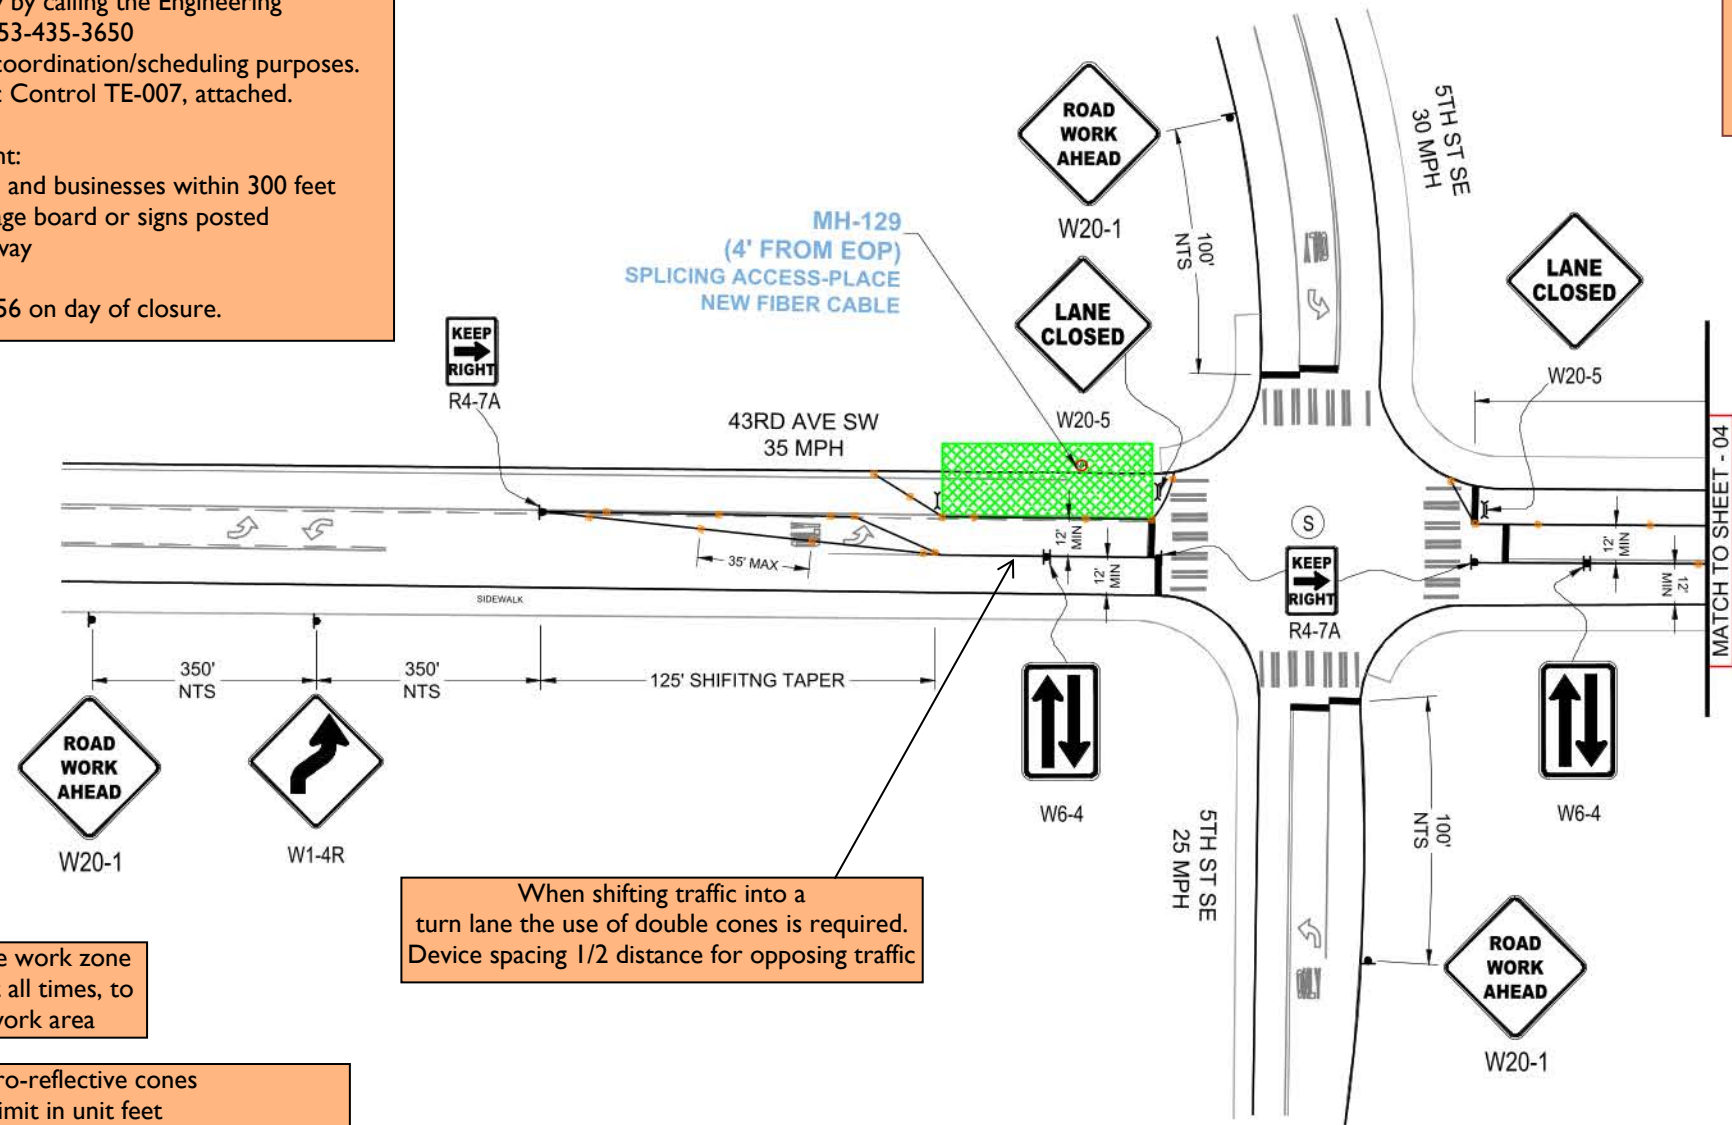 by calling the Engineering
53-435-3650
coordination/scheduling purposes.
Control TE-007, attached.
nt:
and businesses within 300 feet
age board or signs posted
way
56 on day of closure.
MH-129
(4' FROM EOP)
SPLICING ACCESS-PLACE
NEW FIBER CABLE
ROAD
WORK
AHEAD
W20-1
100'
NTS
5TH ST SE
30 MPH
LANE
CLOSED
W20-5
LANE
CLOSED
W20-5
KEEP
RIGHT
R4-7A
43RD AVE SW
35 MPH
MATCH TO SHEET - 04
35' MAX
12'
MIN
12'
MIN
S
KEEP
RIGHT
R4-7A
12'
MIN
12'
MIN
SIDEWALK
350'
NTS
350'
NTS
125' SHIFITNG TAPER
ROAD
WORK
AHEAD
W20-1
W1-4R
W6-4
W6-4
5TH ST SE
25 MPH
100'
NTS
ROAD
WORK
AHEAD
W20-1
When shifting traffic into a
turn lane the use of double cones is required.
Device spacing 1/2 distance for opposing traffic
e work zone
all times, to
work area
ro-reflective cones
imit in unit feet